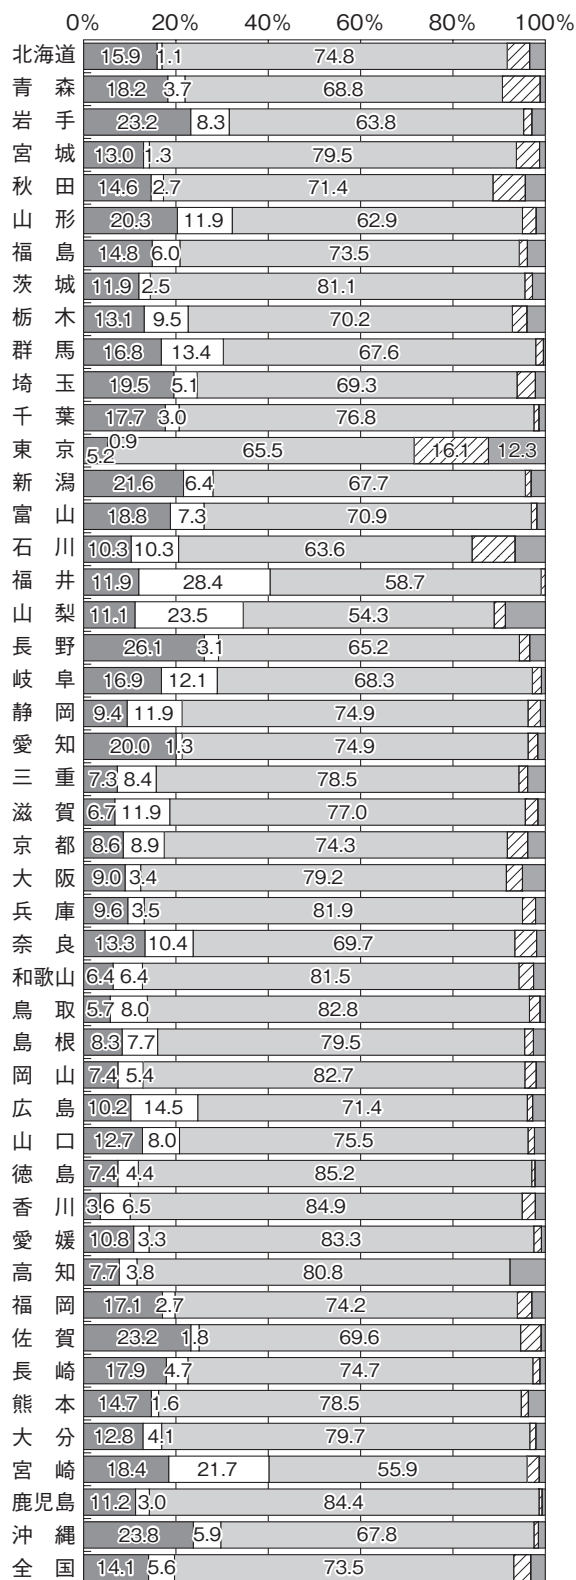 0% 20% 40% 60% 80% 100%
北海道 15.9 1.1 74.8
青森 18.2 3.7 68.8
岩手 23.2 8.3 63.8
宮城 13.0 1.3 79.5
秋田 14.6 2.7 71.4
山形 20.3 11.9 62.9
福島 14.8 6.0 73.5
茨城 11.9 2.5 81.1
栃木 13.1 9.5 70.2
群馬 16.8 13.4 67.6
埼玉 19.5 5.1 69.3
千葉 17.7 3.0 76.8
東京 5.2 0.9 65.5 16.1 12.3
新潟 21.6 6.4 67.7
富山 18.8 7.3 70.9
石川 10.3 10.3 63.6
福井 11.9 28.4 58.7
山梨 11.1 23.5 54.3
長野 26.1 3.1 65.2
岐阜 16.9 12.1 68.3
静岡 9.4 11.9 74.9
愛知 20.0 1.3 74.9
三重 7.3 8.4 78.5
滋賀 6.7 11.9 77.0
京都 8.6 8.9 74.3
大阪 9.0 3.4 79.2
兵庫 9.6 3.5 81.9
奈良 13.3 10.4 69.7
和歌山 6.4 6.4 81.5
鳥取 5.7 8.0 82.8
島根 8.3 7.7 79.5
岡山 7.4 5.4 82.7
広島 10.2 14.5 71.4
山口 12.7 8.0 75.5
徳島 7.4 4.4 85.2
香川 3.6 6.5 84.9
愛媛 10.8 3.3 83.3
高知 7.7 3.8 80.8
福岡 17.1 2.7 74.2
佐賀 23.2 1.8 69.6
長崎 17.9 4.7 74.7
熊本 14.7 1.6 78.5
大分 12.8 4.1 79.7
宮崎 18.4 21.7 55.9
鹿児島 11.2 3.0 84.4
沖縄 23.8 5.9 67.8
全国 14.1 5.6 73.5